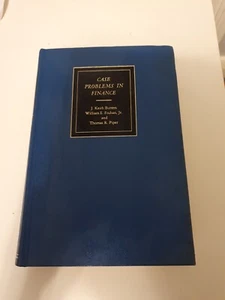 CASE
PROBLEMS IN
FINANCE
J. Keith Butters
William E. Fruhan, Jr
and
Thomas R. Piper